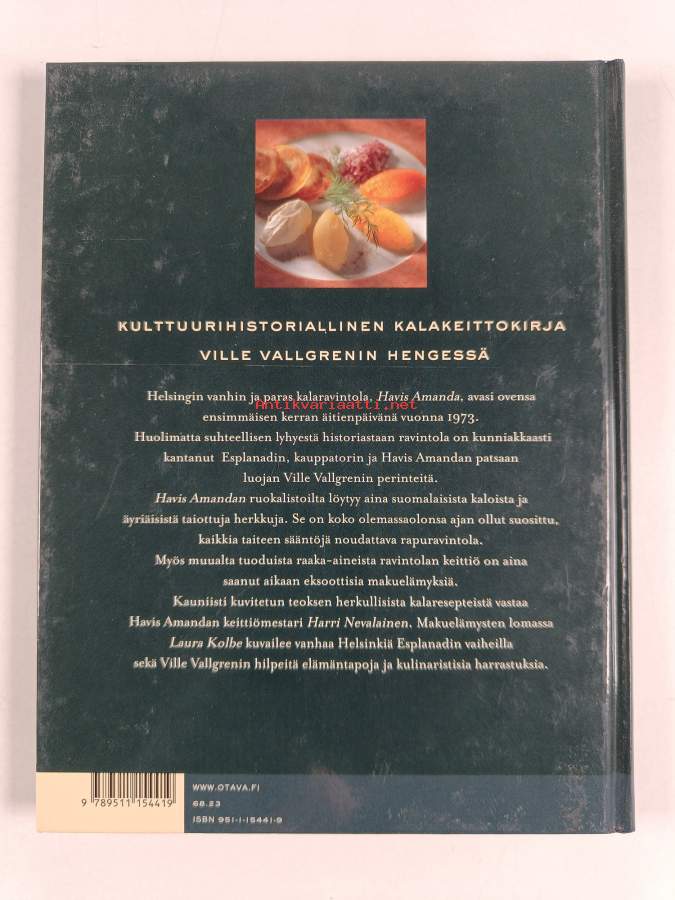 KULTTUURIHISTORIALLINEN KALAKEITTOKIRJA
VILLE VALLGRENIN HENGESSÄ
Helsingin vanhin ja paras kalaravintola, Havis Amanda, avasi ovensa
Antikvariaatti.net
ensimmäisen kerran äitienpäivänä vuonna 1973.
Huolimatta suhteellisen lyhyestä historiastaan ravintola on kunniakkaasti
kantanut Esplanadin, kauppatorin ja Havis Amandan patsaan
luojan Ville Vallgrenin perinteitä.
Havis Amandan ruokalistoilta löytyy aina suomalaisista kaloista ja
äyriäisistä taiottuja herkkuja. Se on koko olemassaolonsa ajan ollut suosittu,
kaikkia taiteen sääntöjä noudattava rapuravintola.
Myös muualta tuoduista raaka-aineista ravintolan keittiö on aina
saanut aikaan eksoottisia makuelämyksiä.
Kauniisti kuvitetun teoksen herkullisista kalaresepteistä vastaa
Havis Amandan keittiömestari Harri Nevalainen. Makuelämysten lomassa
Laura Kolbe kuvailee vanhaa Helsinkiä Esplanadin vaiheilla
sekä Ville Vallgrenin hilpeitä elämäntapoja ja kulinaristisia harrastuksia.
WWW.OTAVA.FI
68.23
ISBN 951-1-15441-9
9 789511 154419